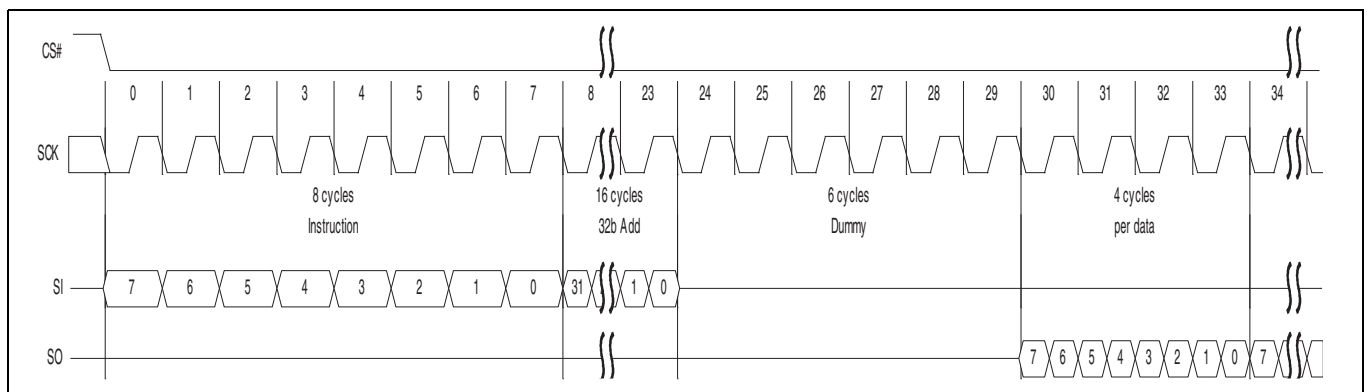 CS#
0 1 2 3 4 5 6 7 8 23 24 25 26 27 28 29 30 31 32 33 34
SCK
8 cycles 16 cycles 6 cycles 4 cycles
Instruction 32b Add Dummy per data
SI 7 6 5 4 3 2 1 0 31 1 0
SO 7 6 5 4 3 2 1 0 7